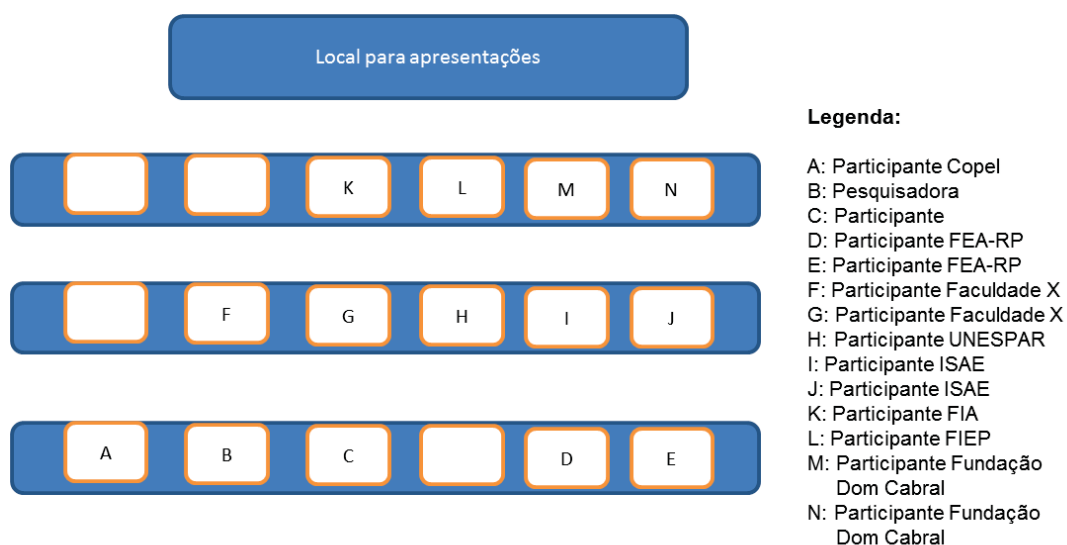 Local para apresentações
K L M N
F G H I J
A B C D E
Legenda:
A: Participante Copel
B: Pesquisadora
C: Participante
D: Participante FEA-RP
E: Participante FEA-RP
F: Participante Faculdade X
G: Participante Faculdade X
H: Participante UNESPAR
I: Participante ISAE
J: Participante ISAE
K: Participante FIA
L: Participante FIEP
M: Participante Fundação
Dom Cabral
N: Participante Fundação
Dom Cabral